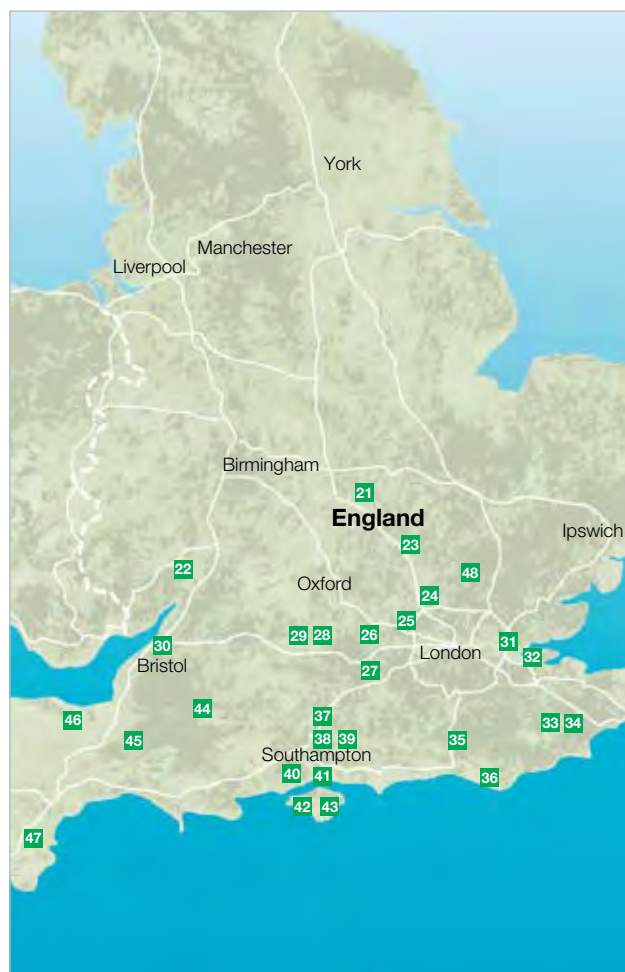 York
Manchester
Liverpool
Birmingham
21
England
Ipswich
23
22
48
Oxford
24
25
29 28 26
31
30
London
32
Bristol
27
44
37
46
33 34
45
38 39
35
Southampton
40 41
36
42 43
47